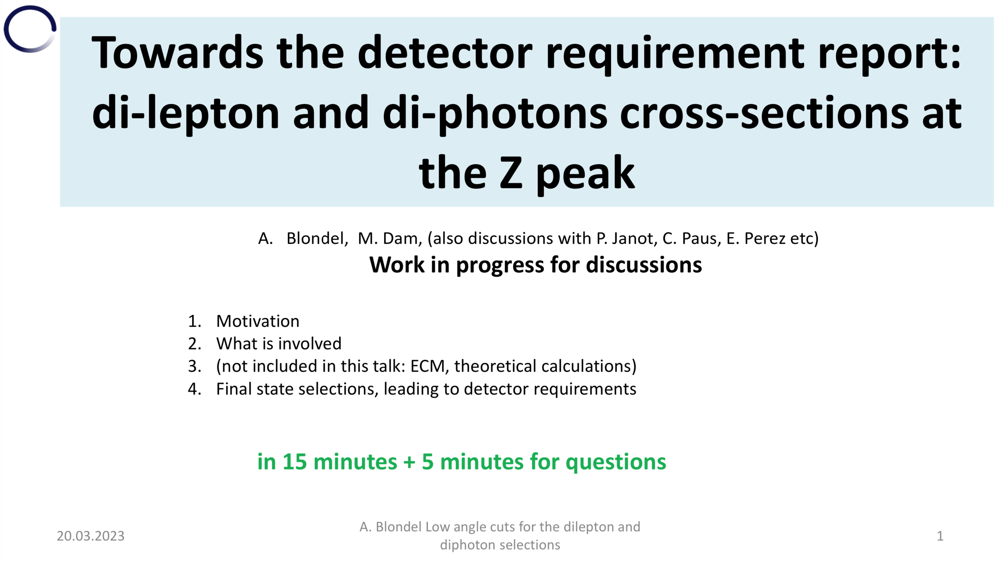 Towards the detector requirement report:
di-lepton and di-photons cross-sections at
the Z peak
A. Blondel, M. Dam, (also discussions with P. Janot, C. Paus, E. Perez etc)
Work in progress for discussions
1. Motivation
2. What is involved
3. (not included in this talk: ECM, theoretical calculations)
4. Final state selections, leading to detector requirements
in 15 minutes + 5 minutes for questions
20.03.2023
A. Blondel Low angle cuts for the dilepton and
diphoton selections
1